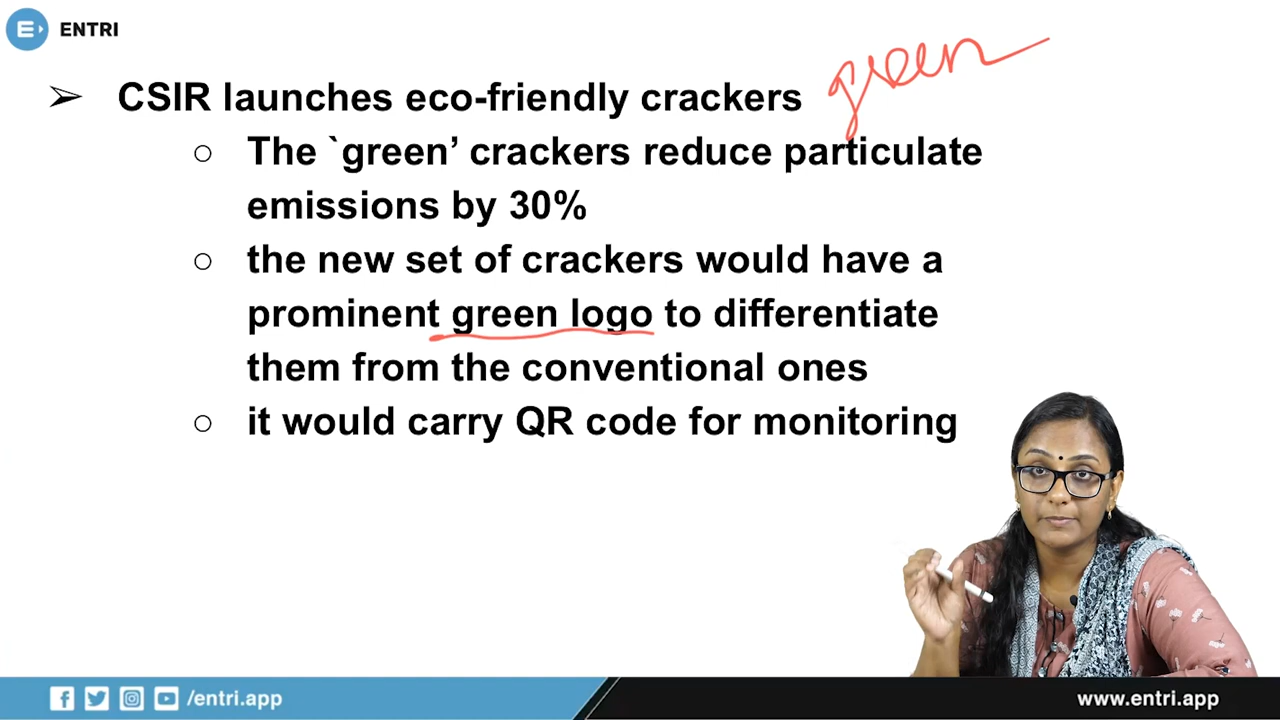 ENTRI
green
➢ CSIR launches eco-friendly crackers
○ The `green’ crackers reduce particulate
emissions by 30%
○ the new set of crackers would have a
prominent green logo to differentiate
them from the conventional ones
○ it would carry QR code for monitoring
/entri.app
www.entri.app